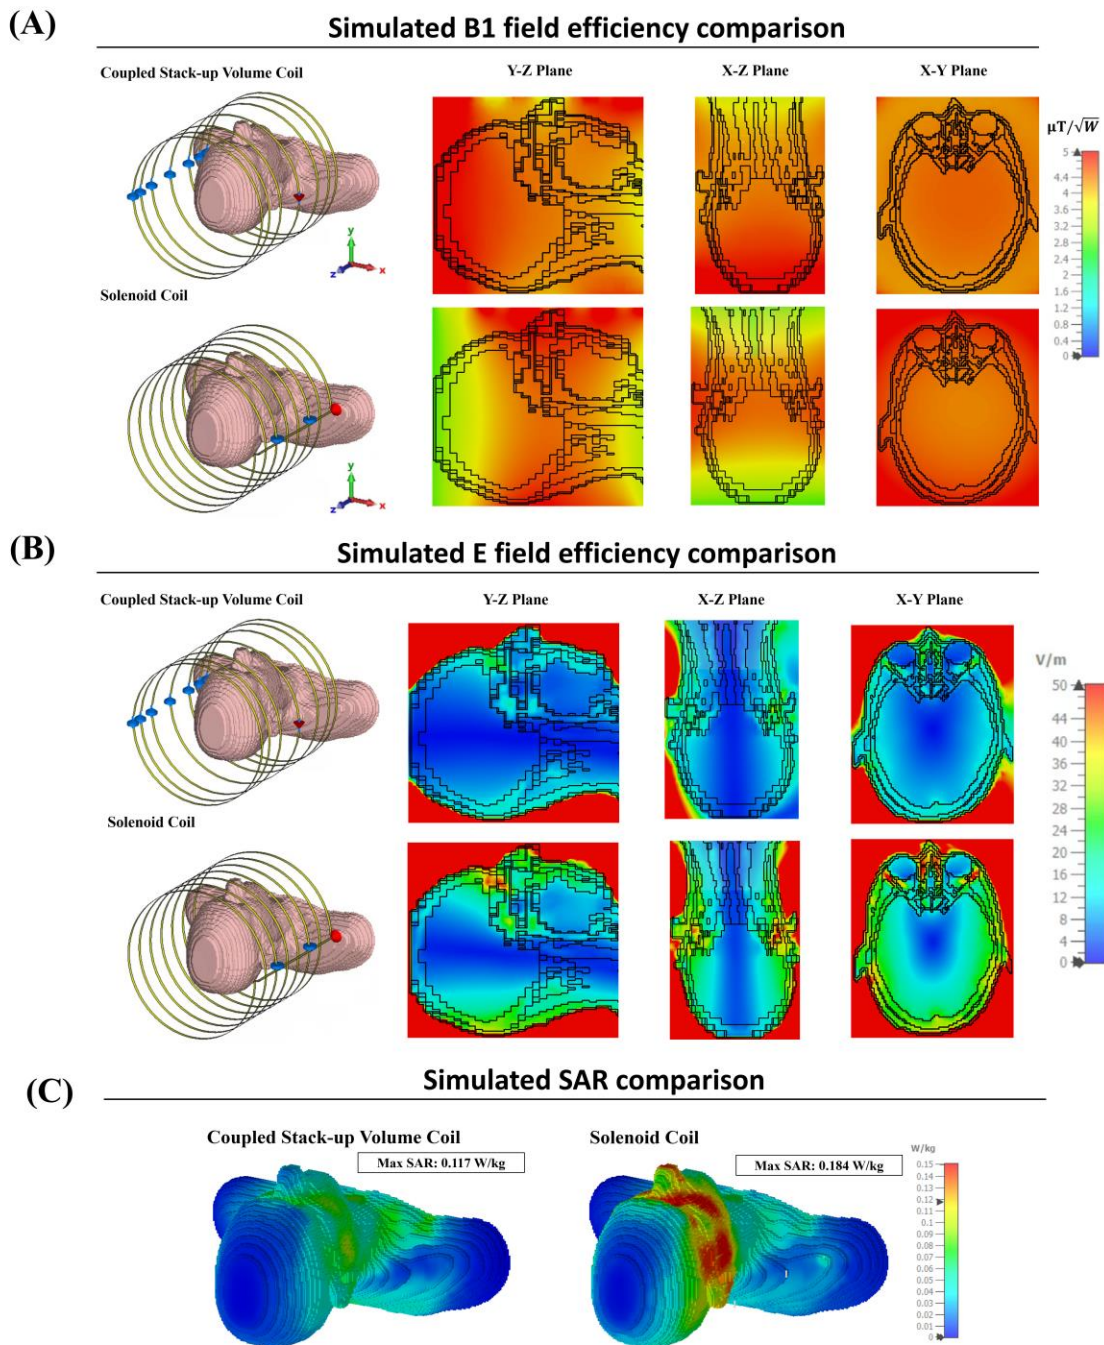 (A)
Simulated B1 field efficiency comparison
Coupled Stack-up Volume Coil
Y-Z Plane
X-Z Plane
X-Y Plane
μT/√W
5
4.4
4
3.6
3.2
2.8
2.4
2
1.6
1.2
0.8
0.4
0
y
z
x
Solenoid Coil
y
z
x
(B)
Simulated E field efficiency comparison
Coupled Stack-up Volume Coil
Y-Z Plane
X-Z Plane
X-Y Plane
V/m
50
44
40
36
32
28
24
20
16
12
8
4
0
Solenoid Coil
(C)
Simulated SAR comparison
Coupled Stack-up Volume Coil
Max SAR: 0.117 W/kg
Solenoid Coil
Max SAR: 0.184 W/kg
W/kg
0.15
0.14
0.13
0.12
0.11
0.1
0.09
0.08
0.07
0.06
0.05
0.04
0.03
0.02
0.01
0